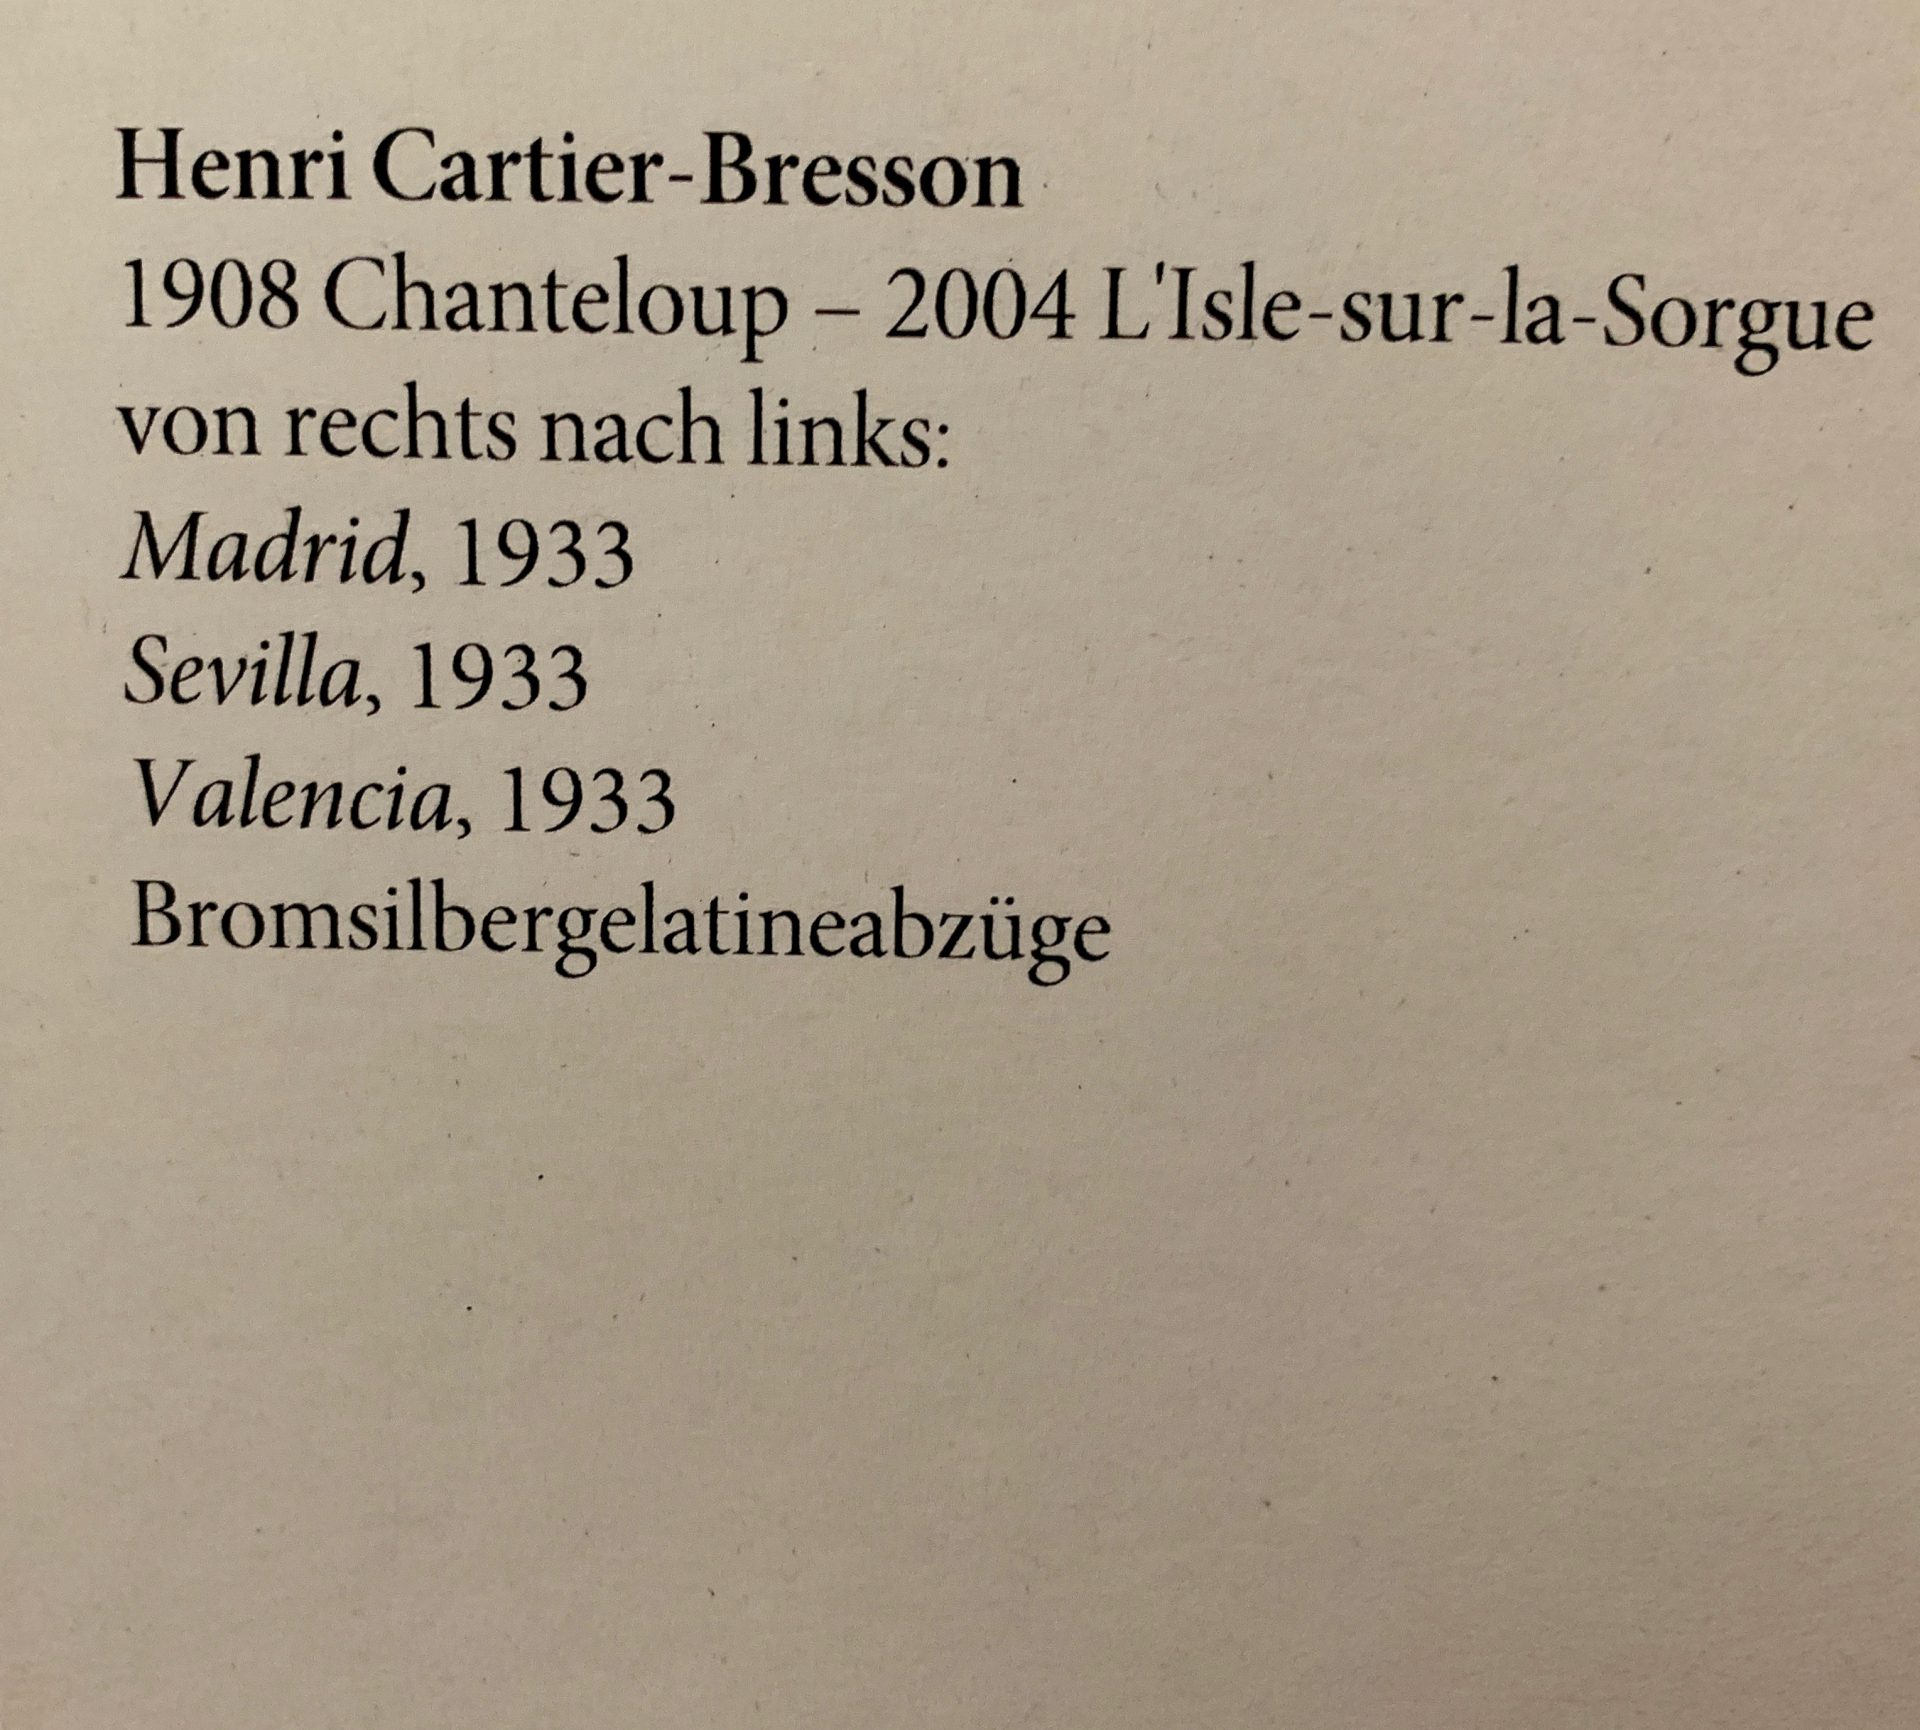 Henri Cartier-Bresson
1908 Chanteloup – 2004 L'Isle-sur-la-Sorgue
von rechts nach links:
Madrid, 1933
Sevilla, 1933
Valencia, 1933
Bromsilbergelatineabzüge